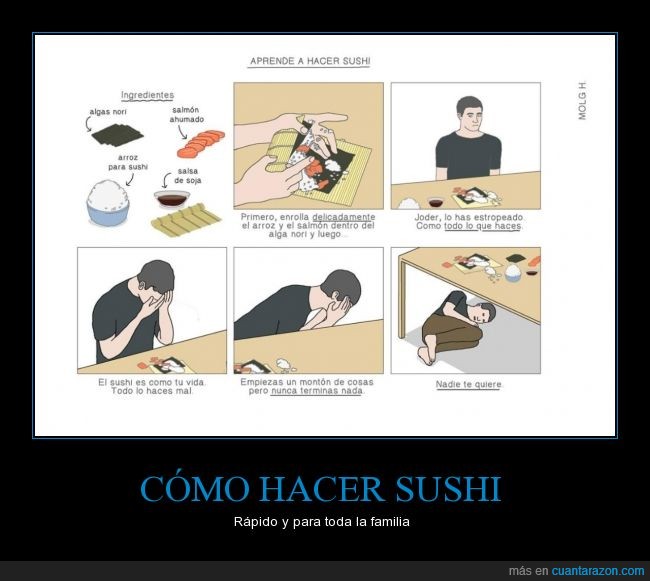 APRENDE A HACER SUSHI
MOLG H.
Ingredientes
algas nori
salmón
ahumado
arroz
para sushi
salsa
de soja
Primero, enrolla delicadamente
el arroz y el salmón dentro del
alga nori y luego...
Joder, lo has estropeado
Como todo lo que haces.
El sushi es como tu vida.
Todo lo haces mal.
Empiezas un montón de cosas
pero nunca terminas nada.
Nadie te quiere
CÓMO HACER SUSHI
Rápido y para toda la familia
más en cuantarazon.com